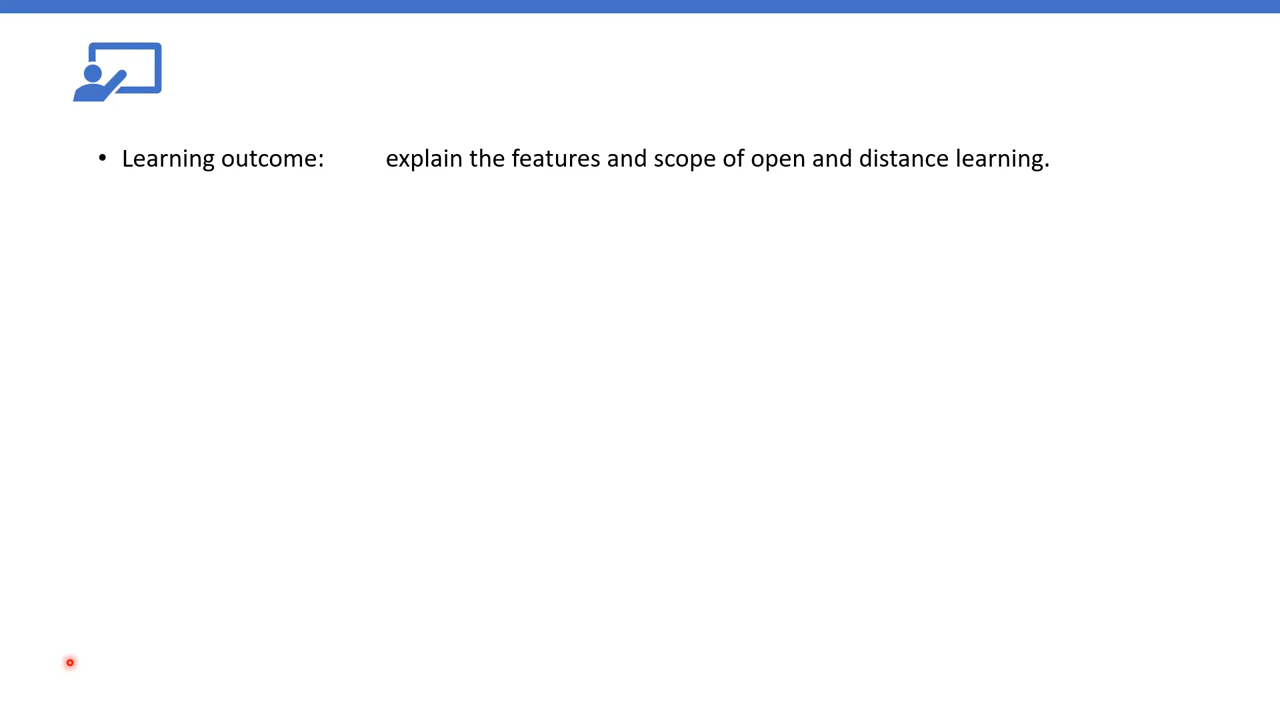 • Learning outcome: explain the features and scope of open and distance learning.